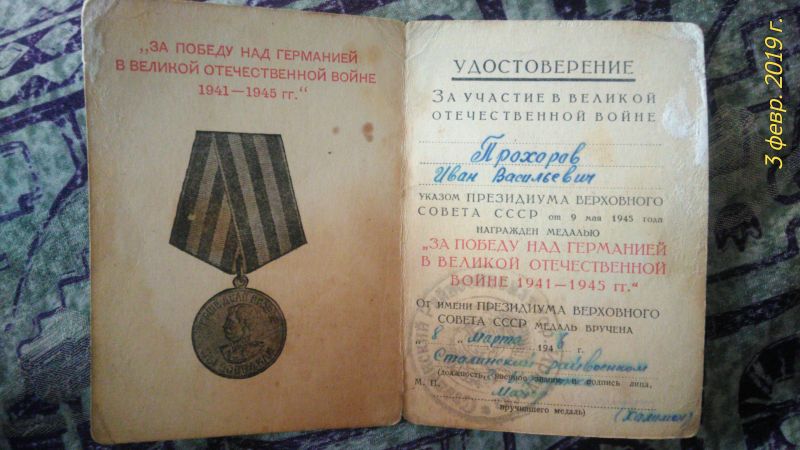 „ЗА ПОБЕДУ НАД ГЕРМАНИЕЙ
В ВЕЛИКОЙ ОТЕЧЕСТВЕННОЙ ВОЙНЕ
1941—1945 гг.“
УДОСТОВЕРЕНИЕ
ЗА УЧАСТИЕ В ВЕЛИКОЙ
ОТЕЧЕСТВЕННОЙ ВОЙНЕ
Прохоров
Иван Васильевич
УКАЗОМ ПРЕЗИДИУМА ВЕРХОВНОГО
СОВЕТА СССР от 9 мая 1945 года
НАГРАЖДЕН МЕДАЛЬЮ
„ЗА ПОБЕДУ НАД ГЕРМАНИЕЙ
В ВЕЛИКОЙ ОТЕЧЕСТВЕННОЙ
ВОЙНЕ 1941—1945 гг.“
ОТ ИМЕНИ ПРЕЗИДИУМА ВЕРХОВНОГО
СОВЕТА СССР МЕДАЛЬ ВРУЧЕНА
8 „ марта 1946 г.
Сталинским райвоенком
(должность, военное звание и подпись лица,
М. П.
вручившего медаль)
3 февр. 2019 г.